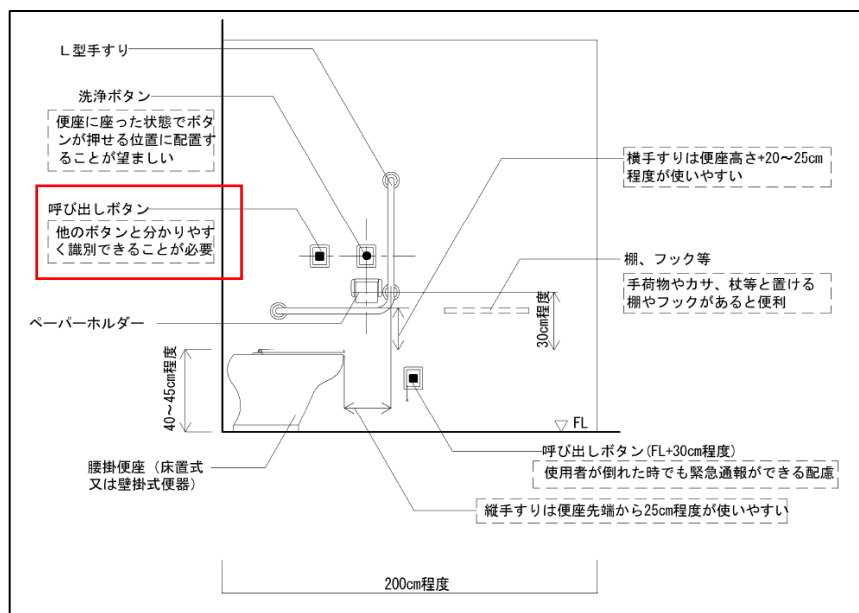 L型手すり
洗浄ボタン
便座に座った状態でボタ
ンが押せる位置に配置す
ることが望ましい
呼び出しボタン
他のボタンと分かりやす
く識別できることが必要
ペーパーホルダー
40～45cm程度
腰掛便座（床置式
又は壁掛式便器）
横手すりは便座高さ+20～25cm
程度が使いやすい
棚、フック等
手荷物やカサ、杖等と置ける
棚やフックがあると便利
30cm程度
FL
呼び出しボタン(FL+30cm程度)
使用者が倒れた時でも緊急通報ができる配慮
縦手すりは便座先端から25cm程度が使いやすい
200cm程度